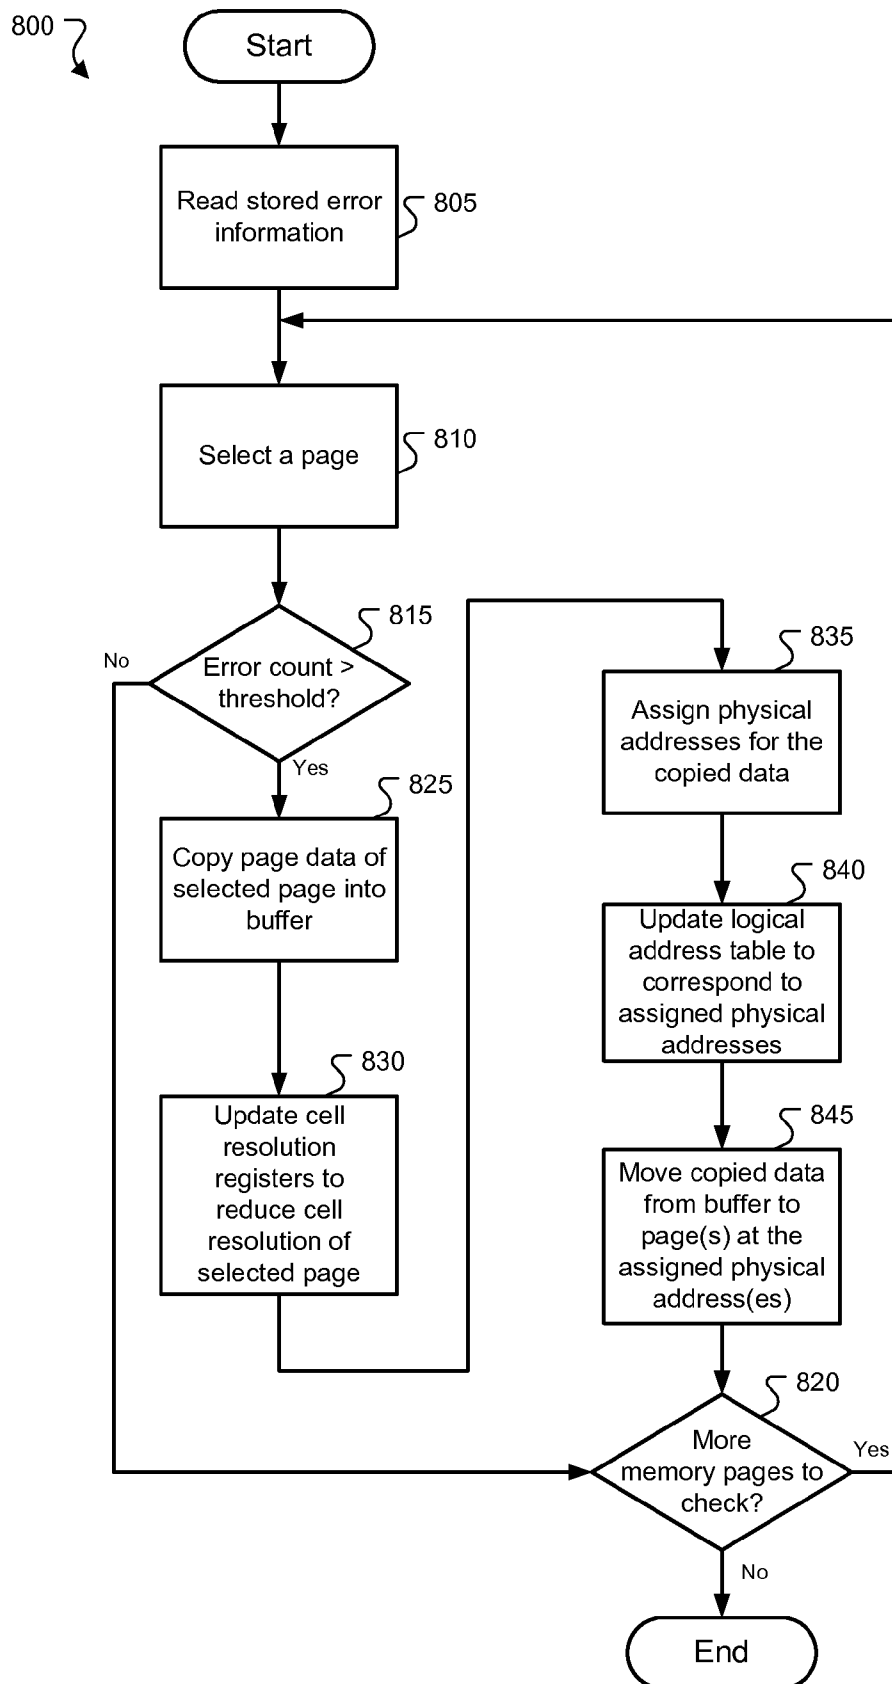 800
Start
Read stored error
information
805
Select a page
810
Error count >
threshold?
815
No
Yes
Copy page data of
selected page into
buffer
825
Update cell
resolution
registers to
reduce cell
resolution of
selected page
830
Assign physical
addresses for the
copied data
835
Update logical
address table to
correspond to
assigned physical
addresses
840
Move copied data
from buffer to
page(s) at the
assigned physical
address(es)
845
More
memory pages to
check?
820
Yes
No
End